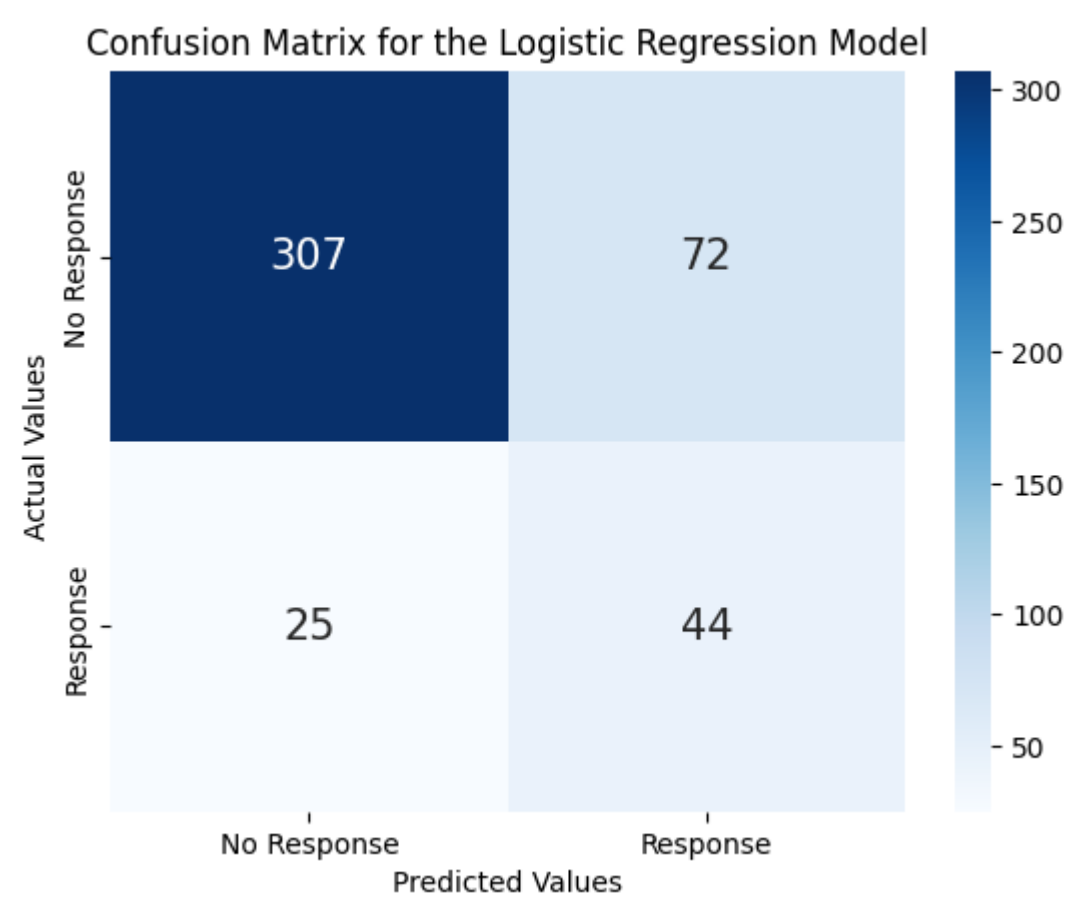 Confusion Matrix for the Logistic Regression Model
No Response
307
72
Response
25
44
Actual Values
No Response
Response
Predicted Values
300
250
200
150
100
50